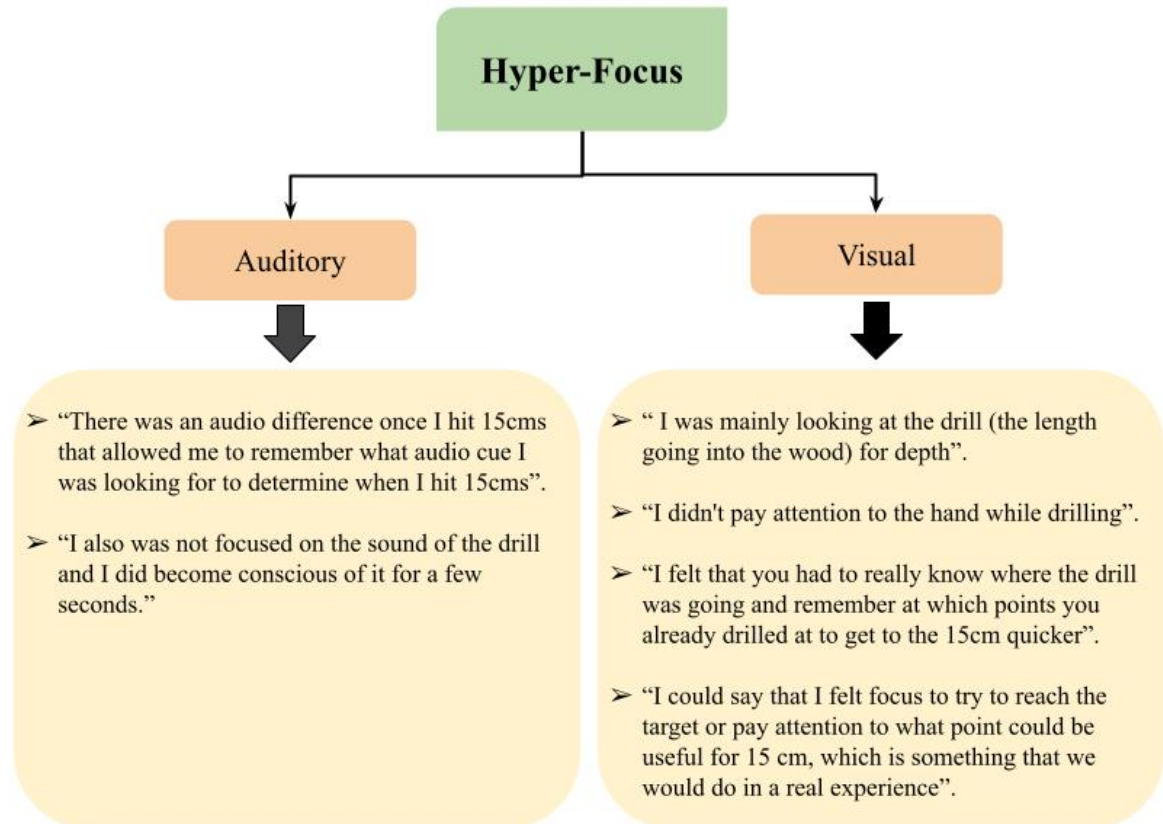 Hyper-Focus
Auditory
Visual
➢ “There was an audio difference once I hit 15cms
that allowed me to remember what audio cue I
was looking for to determine when I hit 15cms”.
➢ “I also was not focused on the sound of the drill
and I did become conscious of it for a few
seconds.”
➢ “ I was mainly looking at the drill (the length
going into the wood) for depth”.
➢ “I didn't pay attention to the hand while drilling”.
➢ “I felt that you had to really know where the drill
was going and remember at which points you
already drilled at to get to the 15cm quicker”.
➢ “I could say that I felt focus to try to reach the
target or pay attention to what point could be
useful for 15 cm, which is something that we
would do in a real experience”.